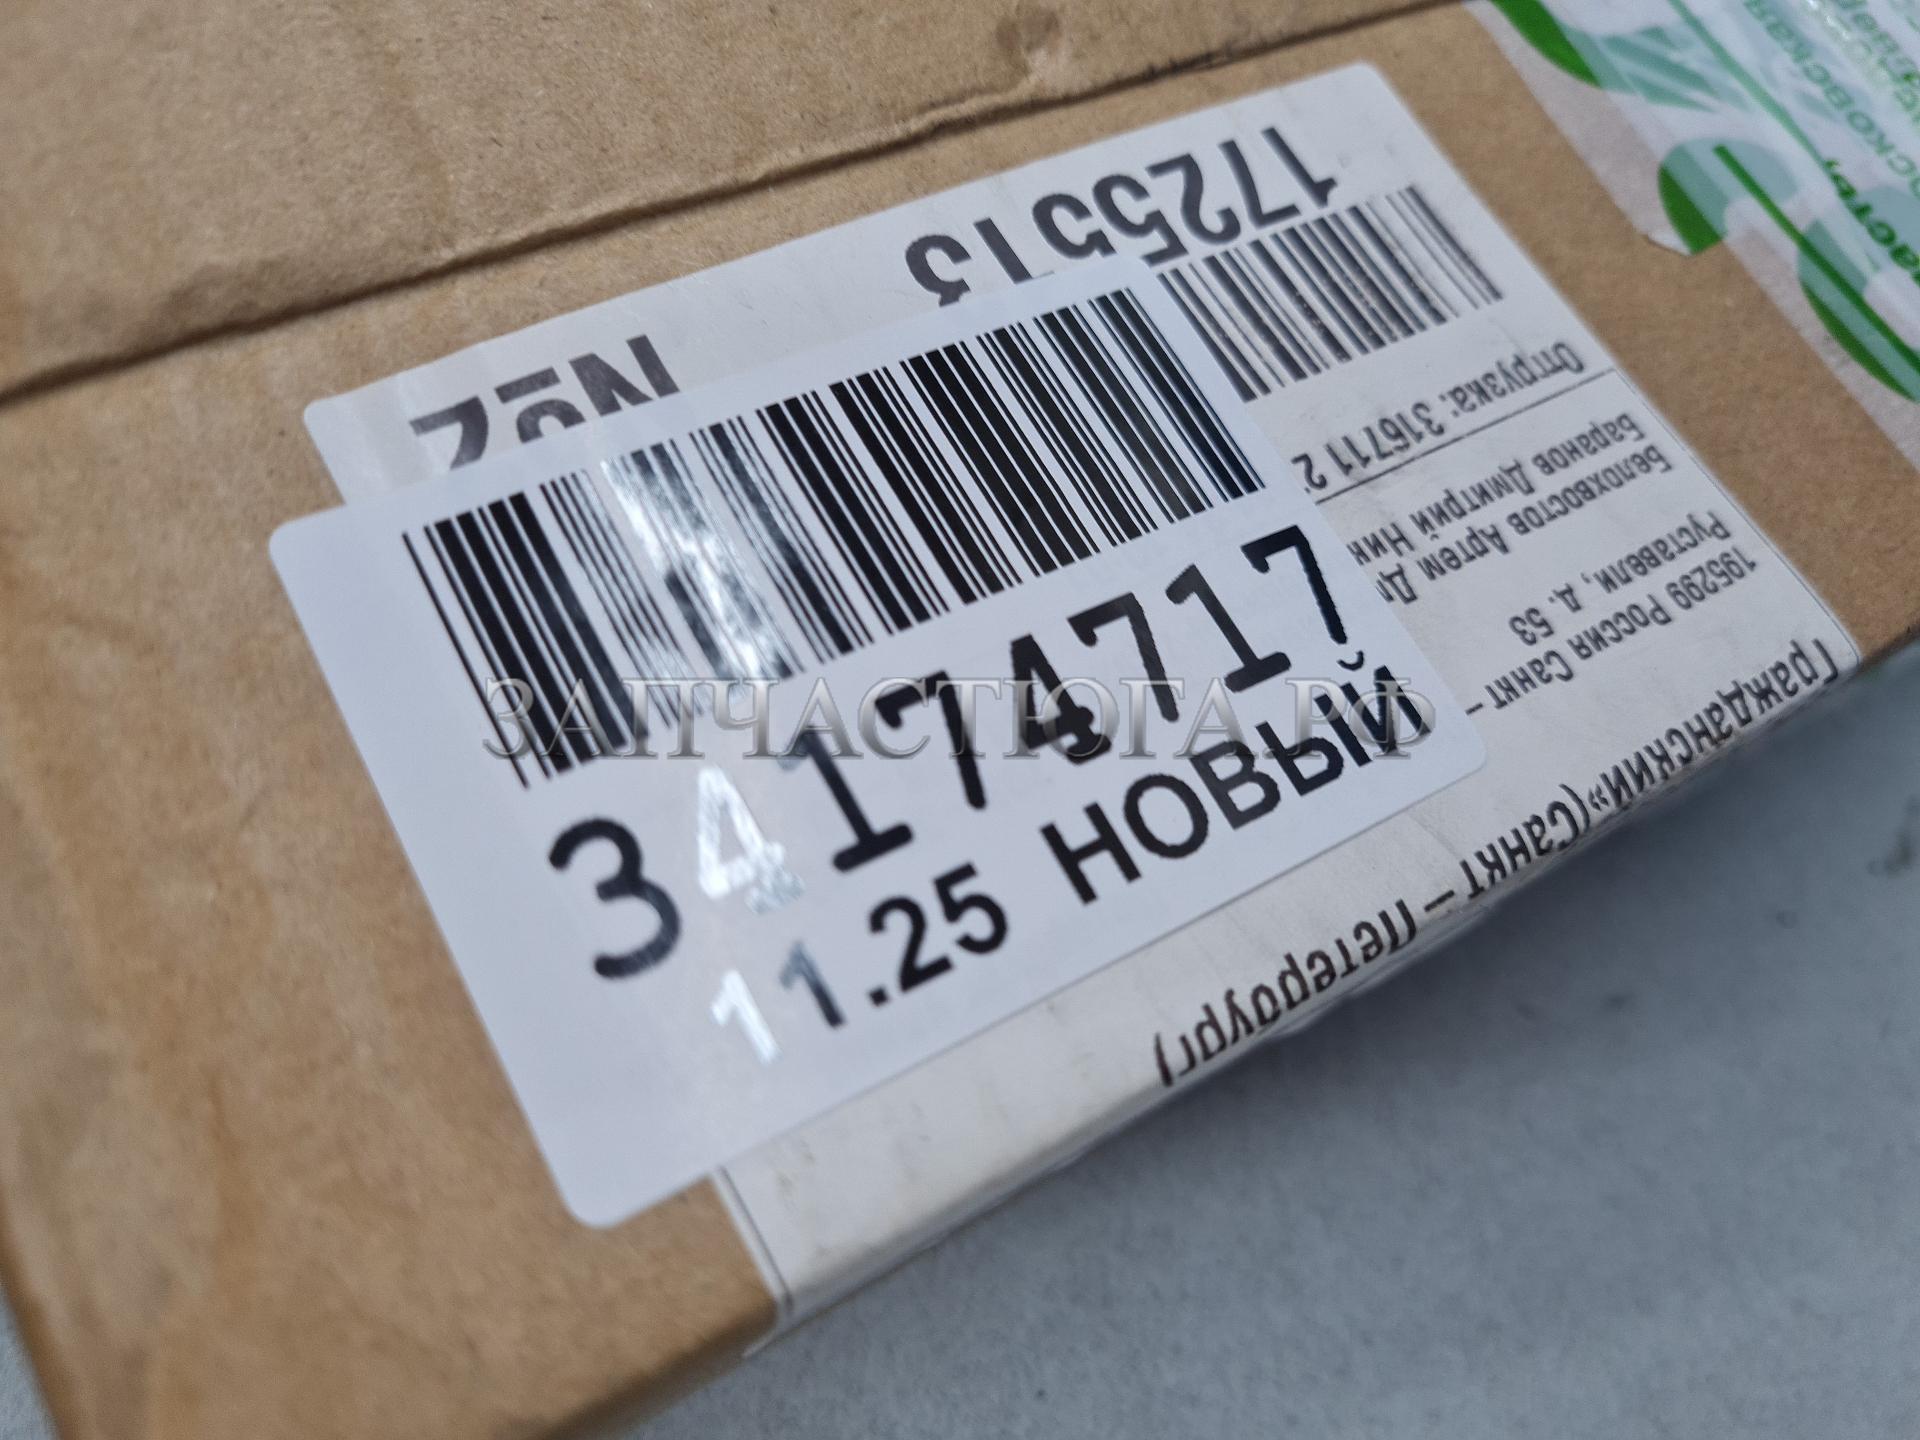 34174717
11.25 НОВЫЙ
ЗАПЧАСТЮГА.РФ
1725513
Отгрузка: 316711 2
Баранов Дмитрий Ник
Белохвостов Артем
195299 Россия Санкт -
Руставели, д. 53
Гражданский»(Санкт – Петербург)